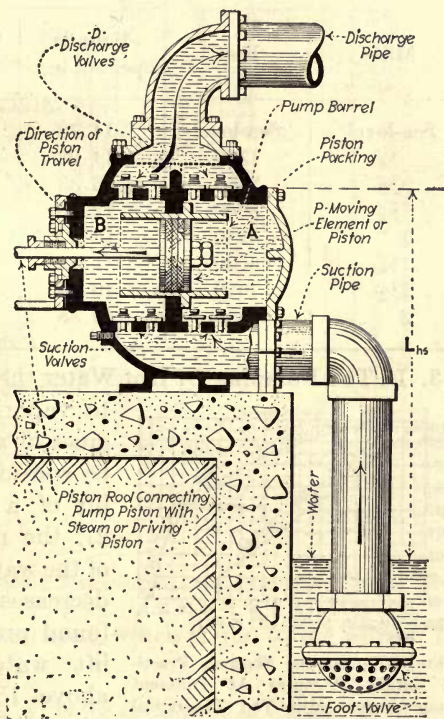 -D-
Discharge
Valves
Discharge
Pipe
Pump Barrel
Direction of
Piston
Travel
Piston
Packing
B
A
P-Moving
Element or
Piston
Suction
Pipe
Lhs
Suction
Valves
Piston Rod Connecting
Pump Piston With
Steam or Driving
Piston
Water
Foot Valve